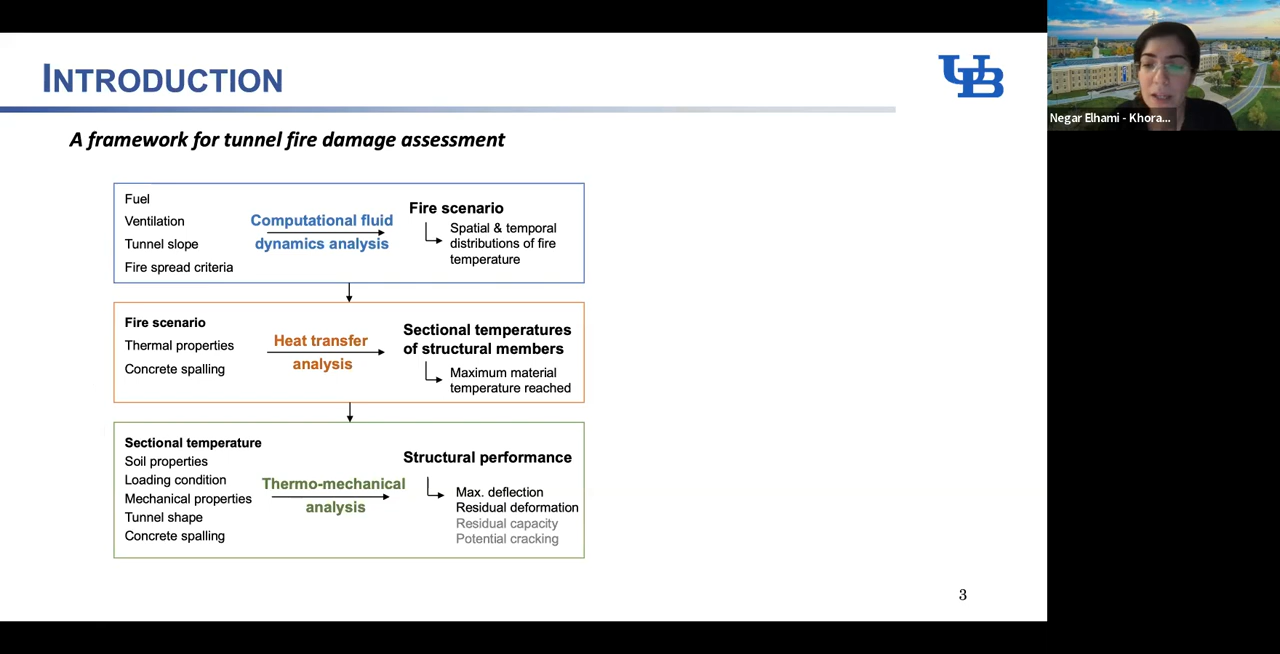 INTRODUCTION
UB
A framework for tunnel fire damage assessment
Fuel
Ventilation
Tunnel slope
Fire spread criteria
Computational fluid
dynamics analysis
Fire scenario
Spatial & temporal
distributions of fire
temperature
Fire scenario
Thermal properties
Concrete spalling
Heat transfer
analysis
Sectional temperatures
of structural members
Maximum material
temperature reached
Sectional temperature
Soil properties
Loading condition
Mechanical properties
Tunnel shape
Concrete spalling
Thermo-mechanical
analysis
Structural performance
Max. deflection
Residual deformation
Residual capacity
Potential cracking
3
Negar Elhami - Khora...